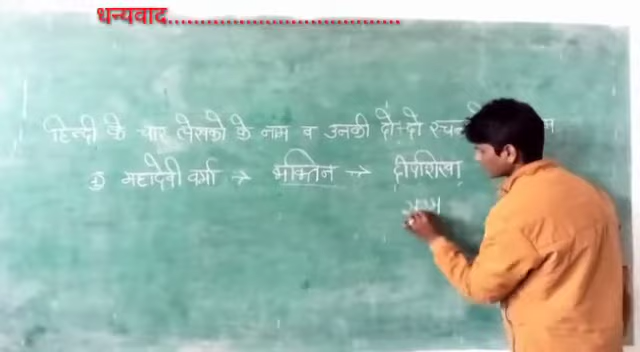 धन्यवाद..................................
हिन्दी के चार लेखकों के नाम व उनकी दो-दो
① महादेवी वर्मा → भक्तिन → दीपशिखा